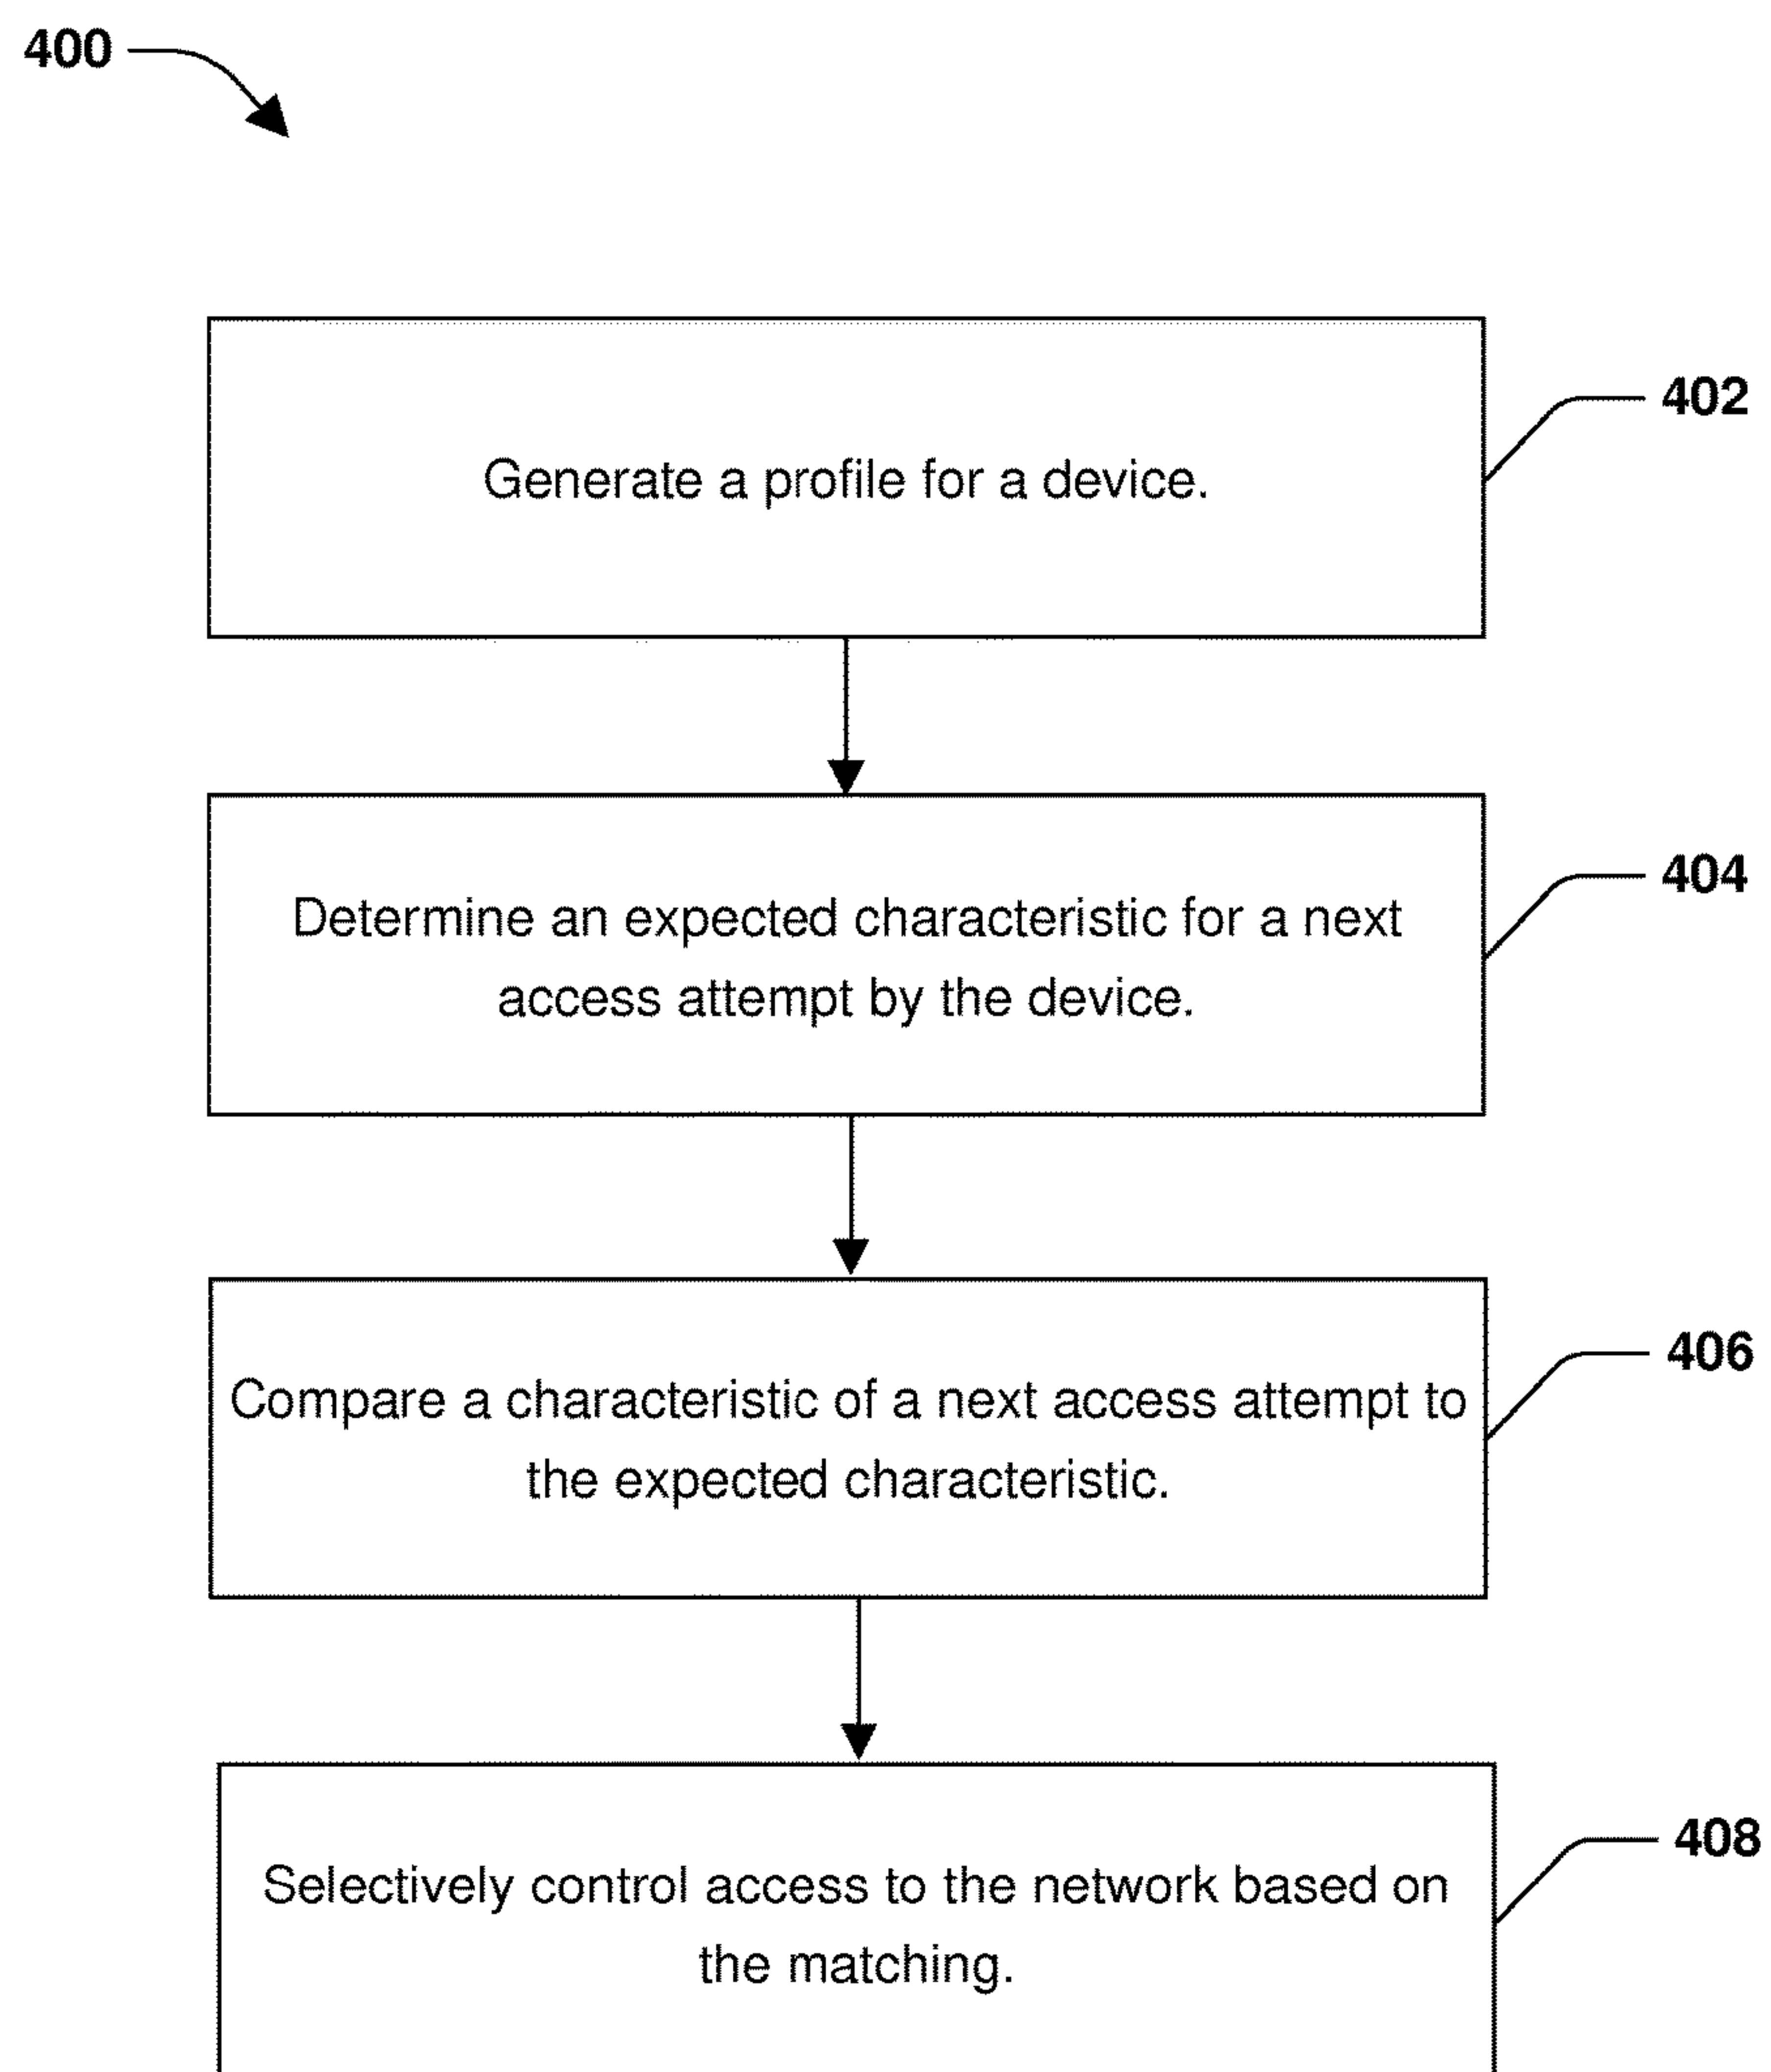 400
402
Generate a profile for a device.
404
Determine an expected characteristic for a next
access attempt by the device.
406
Compare a characteristic of a next access attempt to
the expected characteristic.
408
Selectively control access to the network based on
the matching.